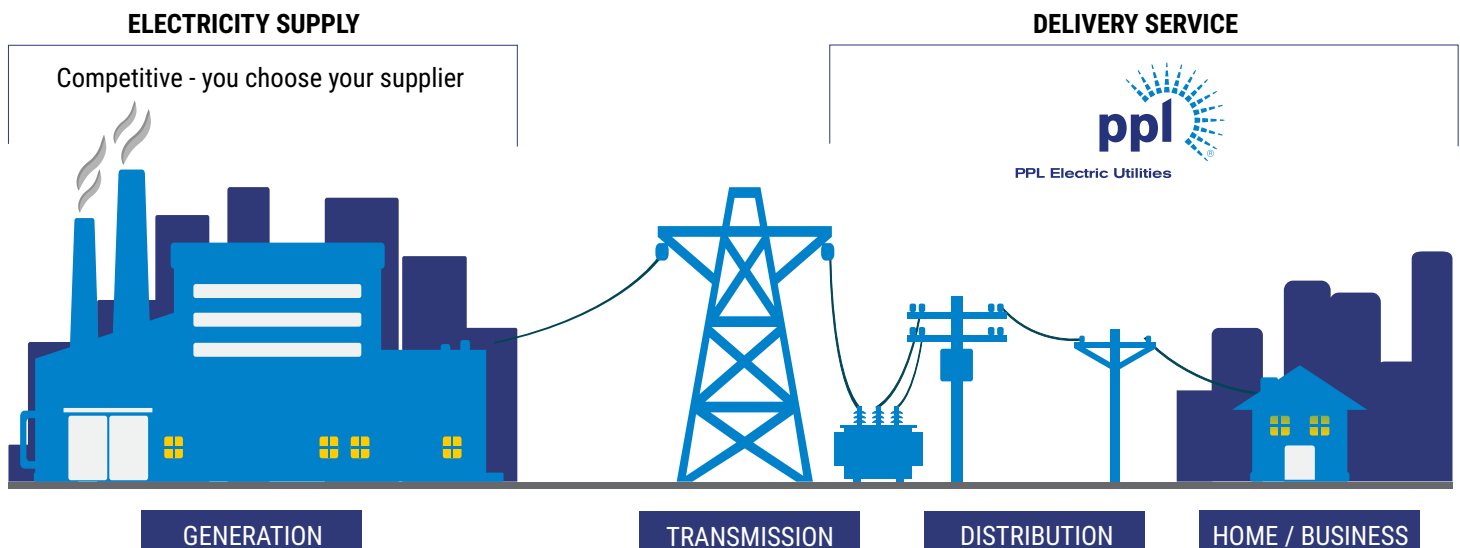 ELECTRICITY SUPPLY
Competitive - you choose your supplier
DELIVERY SERVICE
ppl
®
PPL Electric Utilities
GENERATION
TRANSMISSION
DISTRIBUTION
HOME / BUSINESS